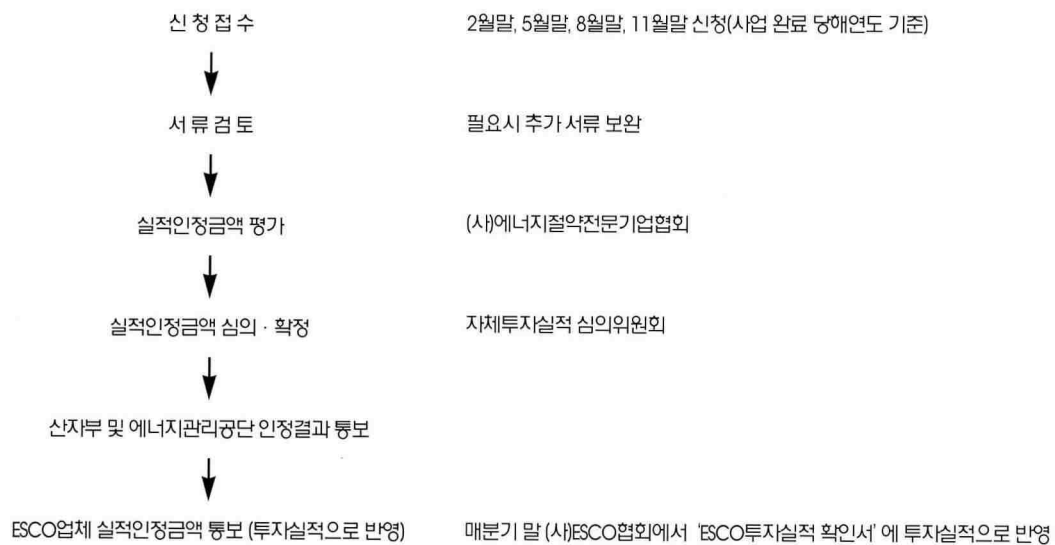 신 청 접 수 2월말, 5월말, 8월말, 11월말 신청(사업 완료 당해연도 기준)
서 류 검 토 필요시 추가 서류 보완
실적인정금액 평가 (사)에너지절약전문기업협회
실적인정금액 심의 · 확정 자체투자실적 심의위원회
산자부 및 에너지관리공단 인정결과 통보
ESCO업체 실적인정금액 통보 (투자실적으로 반영) 매분기 말 (사)ESCO협회에서 ‘ESCO투자실적 확인서’ 에 투자실적으로 반영